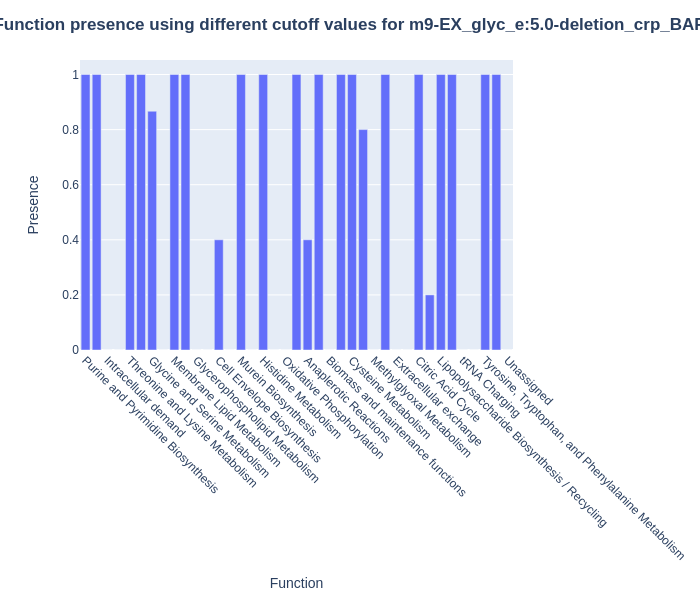 Function presence using different cutoff values for m9-EX_glyc_e:5.0-deletion_crp_BAP
Presence
1
0.8
0.6
0.4
0.2
0
Purine and Pyrimidine Biosynthesis
Intracellular demand
Threonine and Lysine Metabolism
Glycine and Serine Metabolism
Membrane Lipid Metabolism
Glycerophospholipid Metabolism
Cell Envelope Biosynthesis
Murein Biosynthesis
Histidine Metabolism
Oxidative Phosphorylation
Anaplerotic Reactions
Biomass and maintenance functions
Cysteine Metabolism
Methylglyoxal Metabolism
Extracellular exchange
Citric Acid Cycle
Lipopolysaccharide Biosynthesis / Recycling
tRNA Charging
Tyrosine, Tryptophan, and Phenylalanine Metabolism
Unassigned
Function